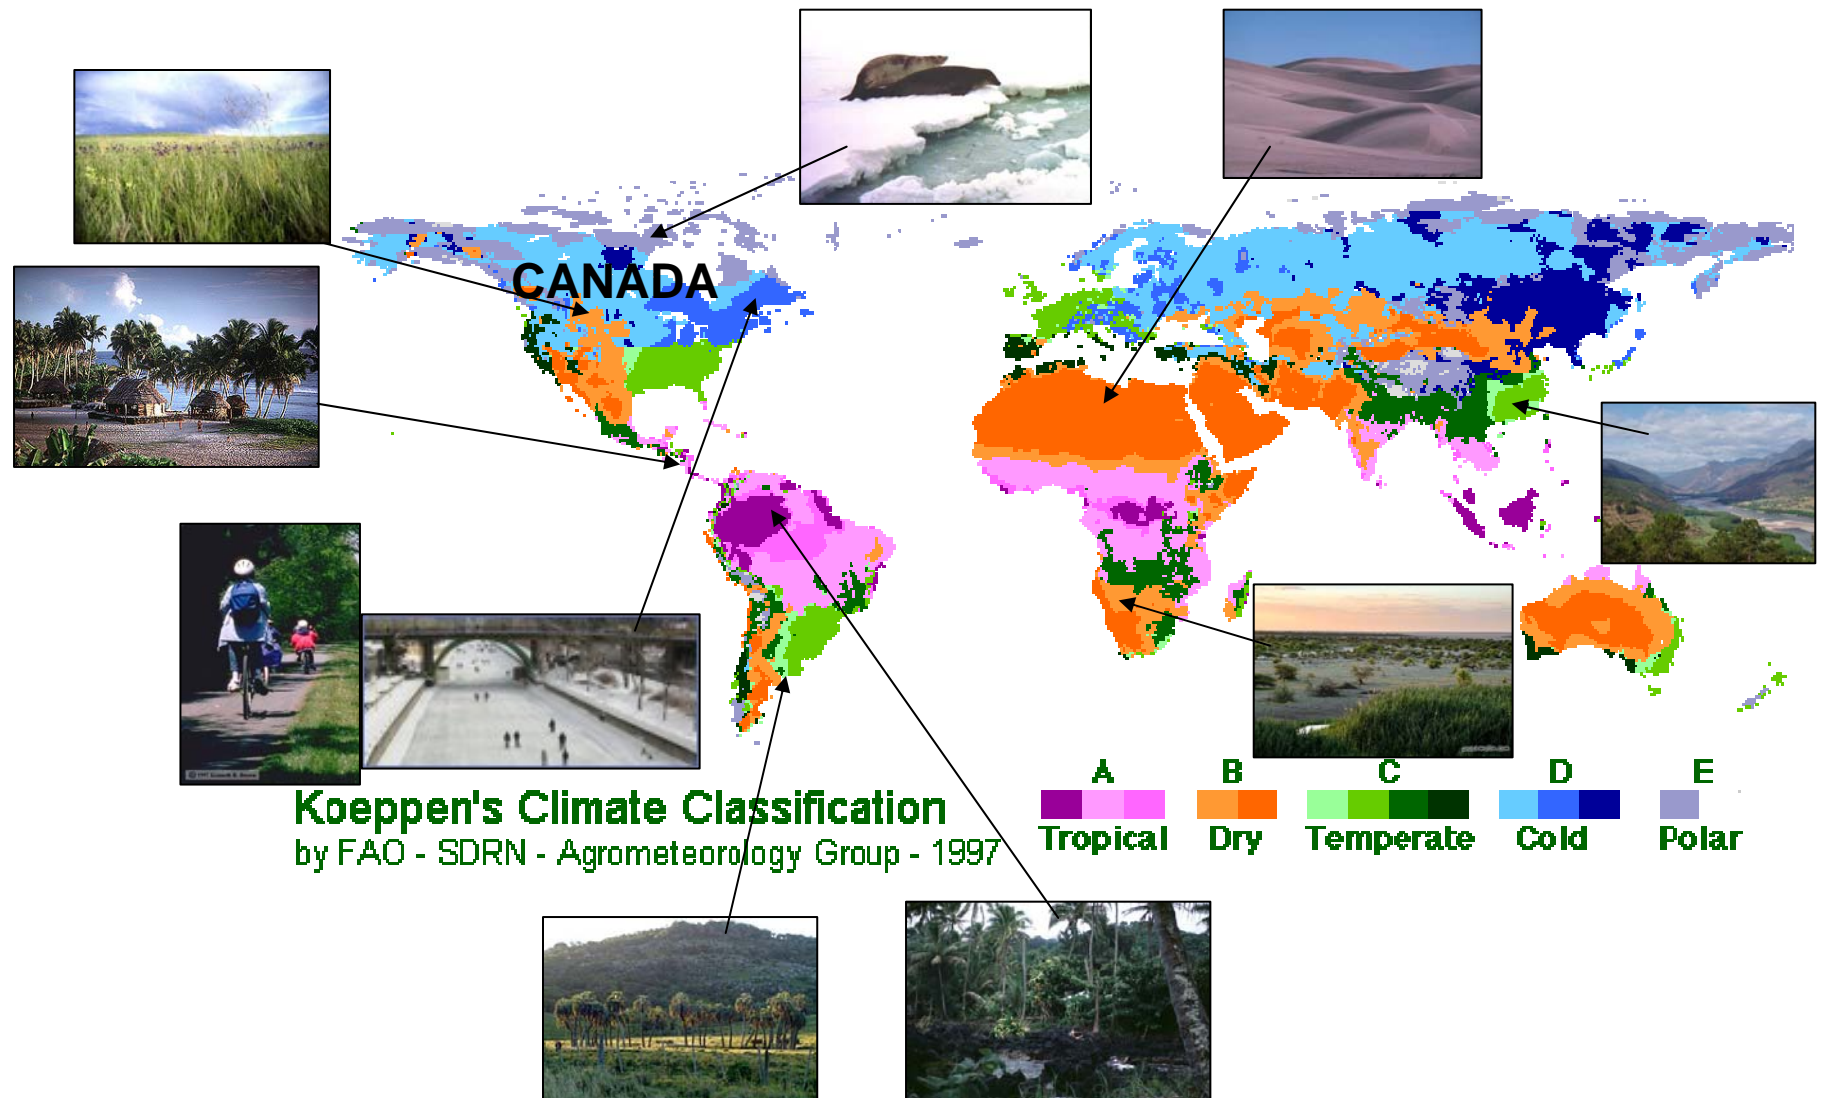 CANADA
A B C D E
Koeppen's Climate Classification
Tropical Dry Temperate Cold Polar
by FAO - SDRN - Agrometeorology Group - 1997